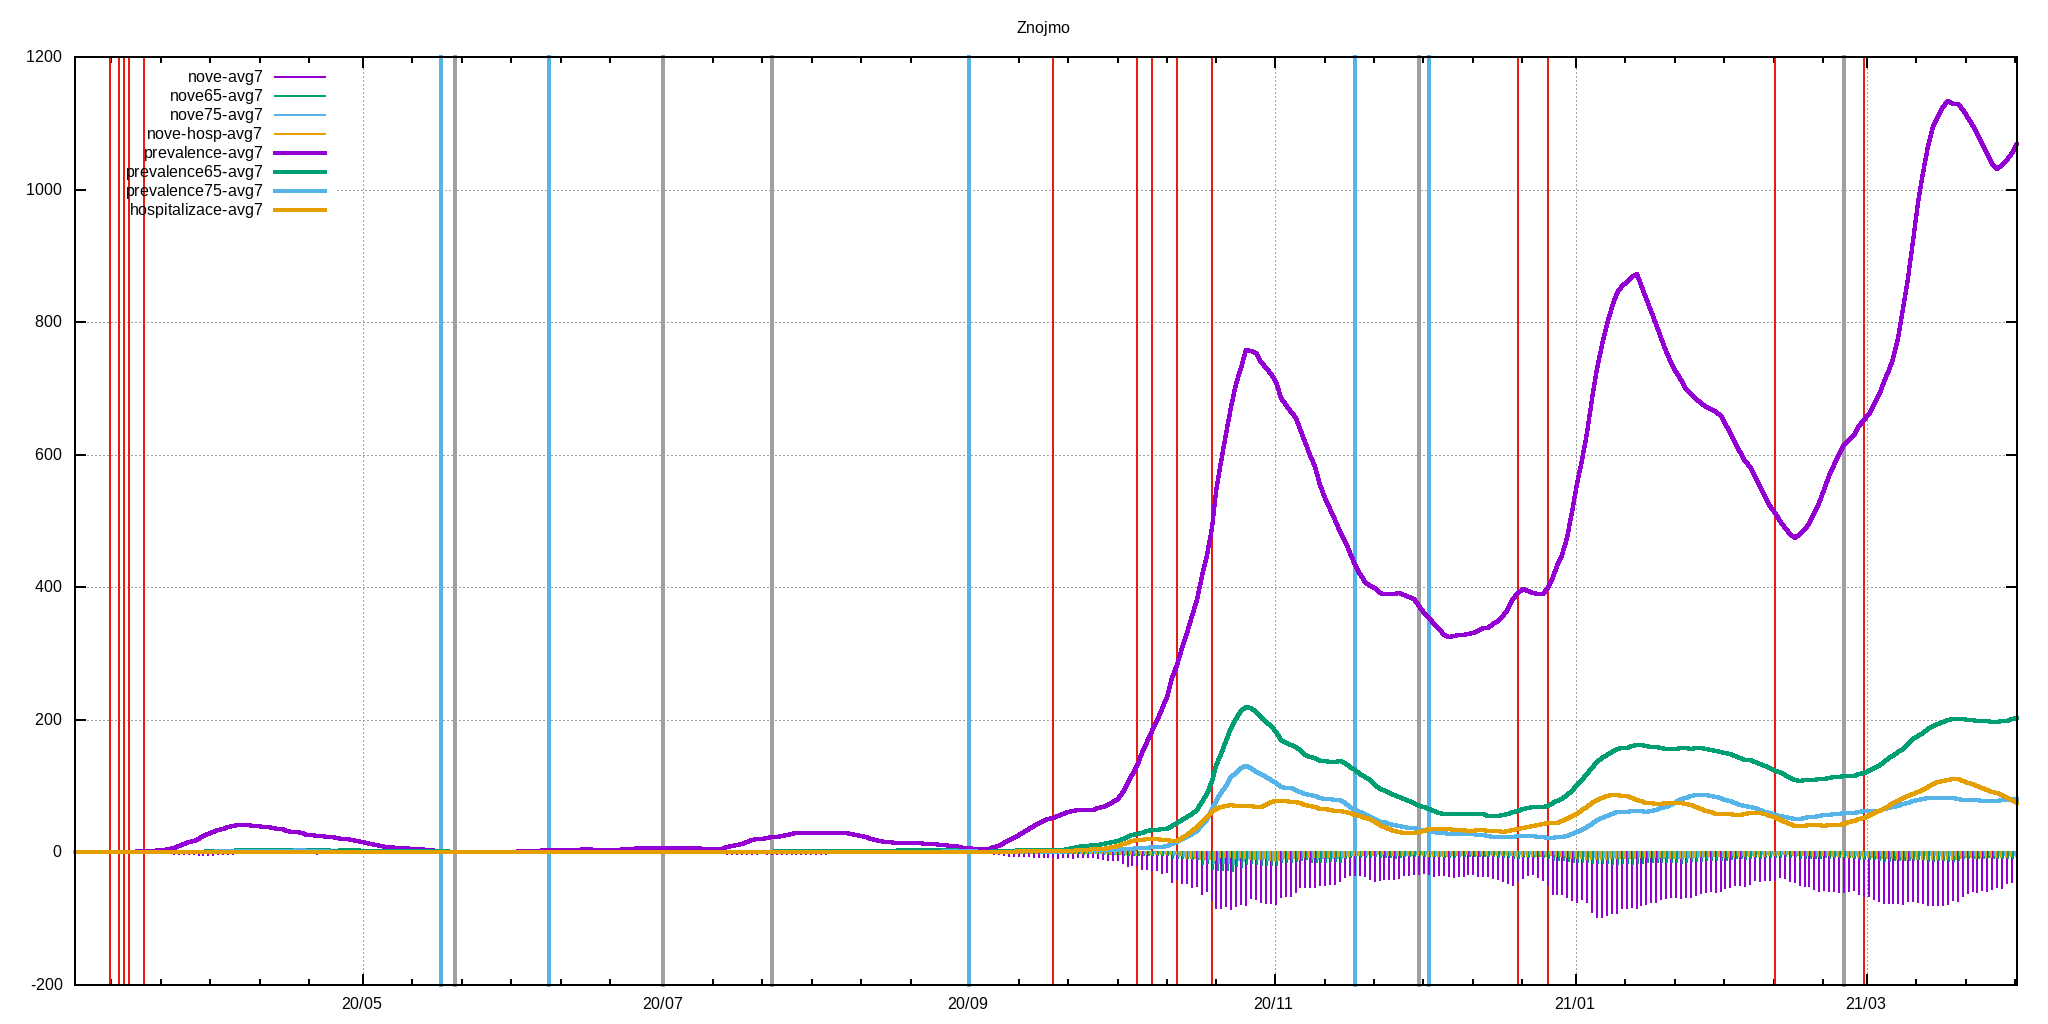 Znojmo
1200
1000
800
600
400
200
0
-200
nove-avg7
nove65-avg7
nove75-avg7
nove-hosp-avg7
prevalence-avg7
prevalence65-avg7
prevalence75-avg7
hospitalizace-avg7
20/05
20/07
20/09
20/11
21/01
21/03